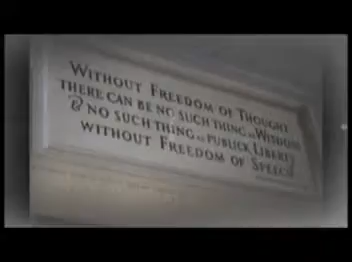 WITHOUT FREEDOM OF THOUGHT
THERE CAN BE NO SUCH THING AS WISDOM
& NO SUCH THING AS PUBLICK LIBERTY
WITHOUT FREEDOM OF SPEECH